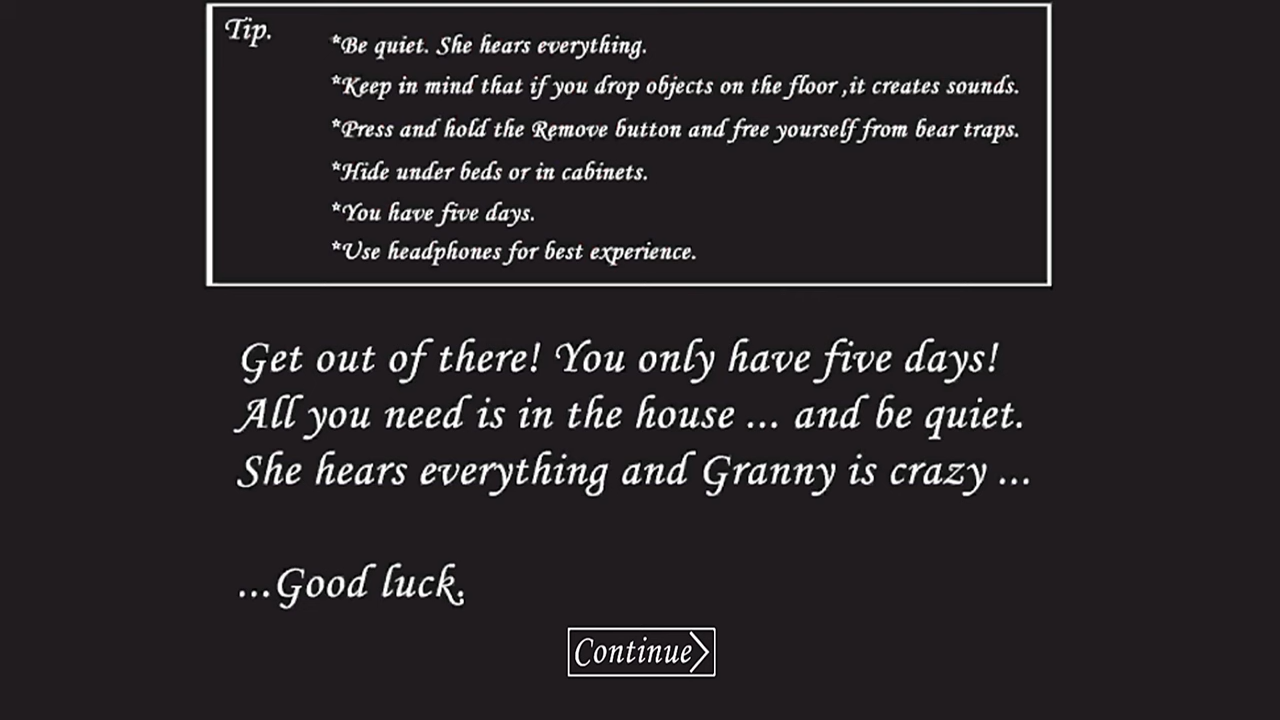 Tip.
*Be quiet. She hears everything.
*Keep in mind that if you drop objects on the floor ,it creates sounds.
*Press and hold the Remove button and free yourself from bear traps.
*Hide under beds or in cabinets.
*You have five days.
*Use headphones for best experience.
Get out of there! You only have five days!
All you need is in the house ... and be quiet.
She hears everything and Granny is crazy ...
...Good luck.
Continue>